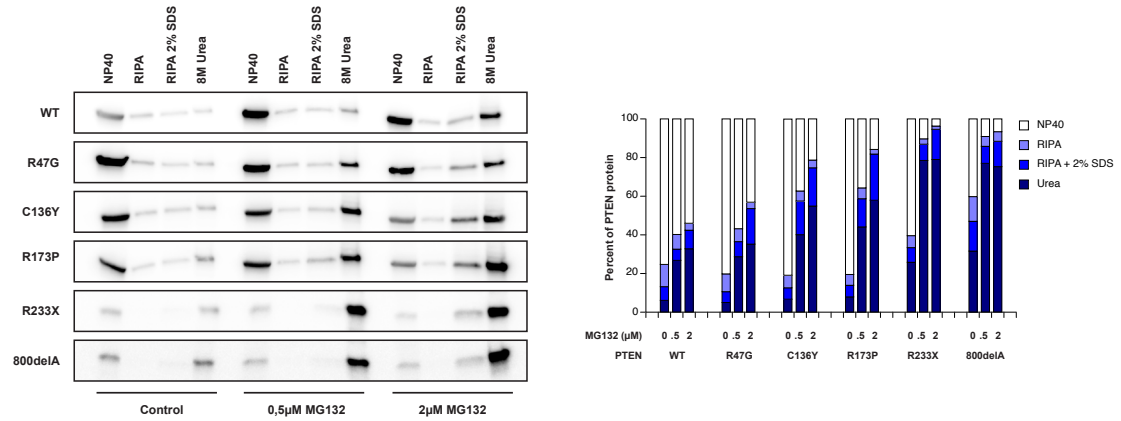 NP40 RIPA RIPA 2% SDS 8M Urea NP40 RIPA RIPA 2% SDS 8M Urea NP40 RIPA RIPA 2% SDS 8M Urea
WT
R47G
C136Y
R173P
R233X
800delA
Control 0,5µM MG132 2µM MG132
Percent of PTEN protein
100
80
60
40
20
0
NP40
RIPA
RIPA + 2% SDS
Urea
MG132 (µM) 0 .5 2 0 .5 2 0 .5 2 0 .5 2 0 .5 2 0 .5 2
PTEN WT R47G C136Y R173P R233X 800delA